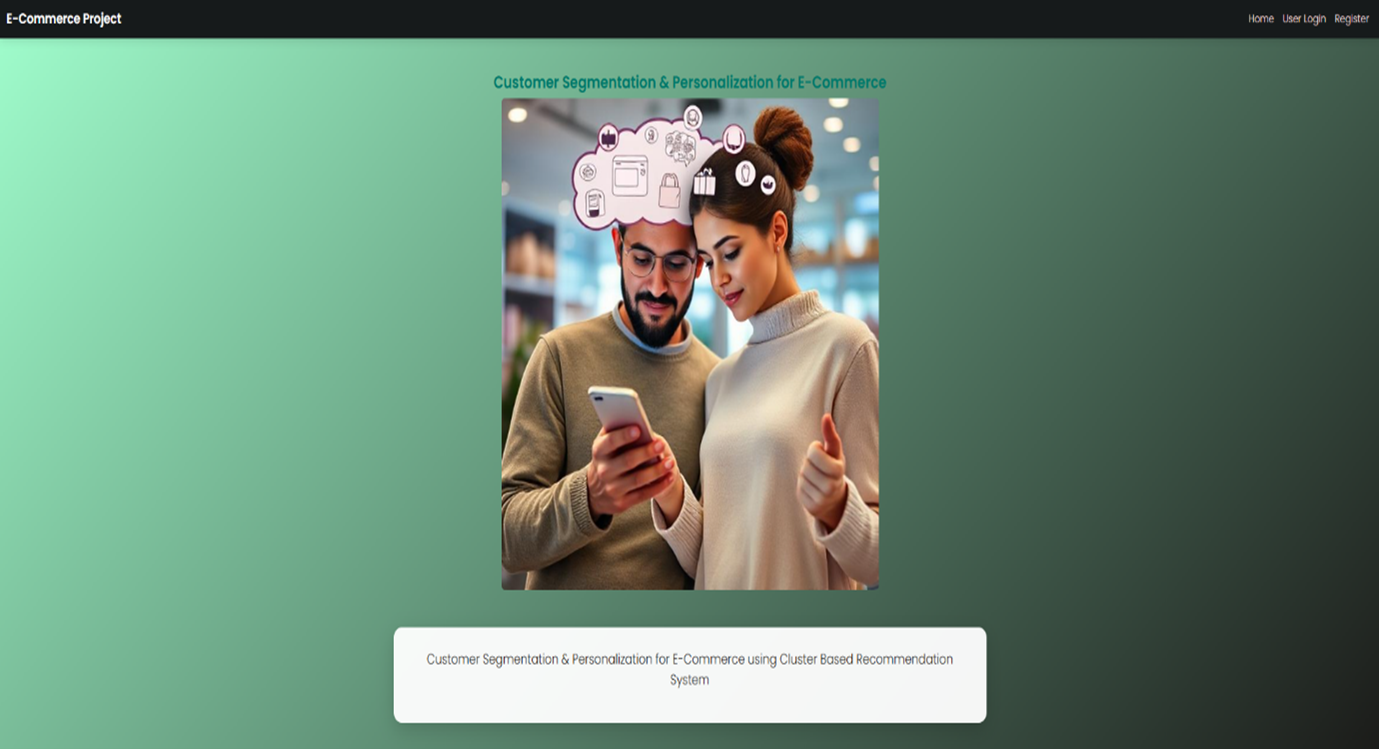 E-Commerce Project
Home User Login Register
Customer Segmentation & Personalization for E-Commerce
Customer Segmentation & Personalization for E-Commerce using Cluster Based Recommendation
System